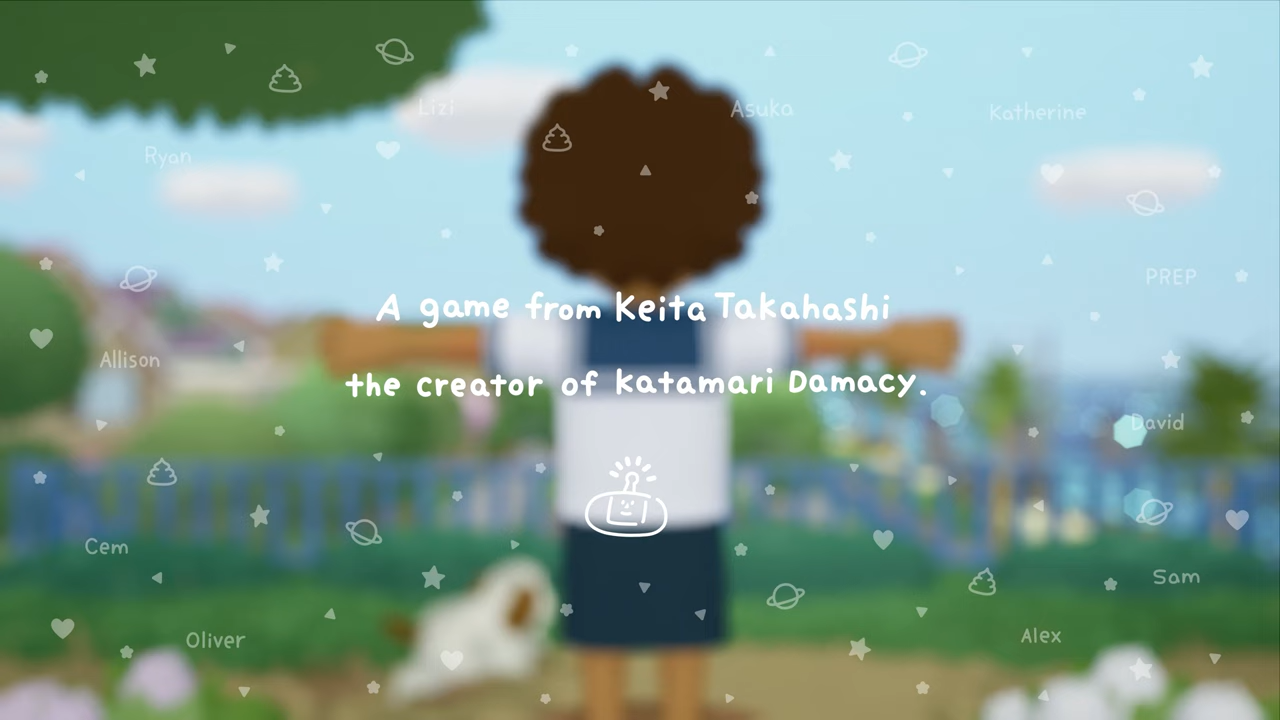 Lizi
Asuka
Katherine
Ryan
PREP
A game from Keita Takahashi
Allison
the creator of Katamari Damacy.
David
Cem
Sam
Oliver
Alex